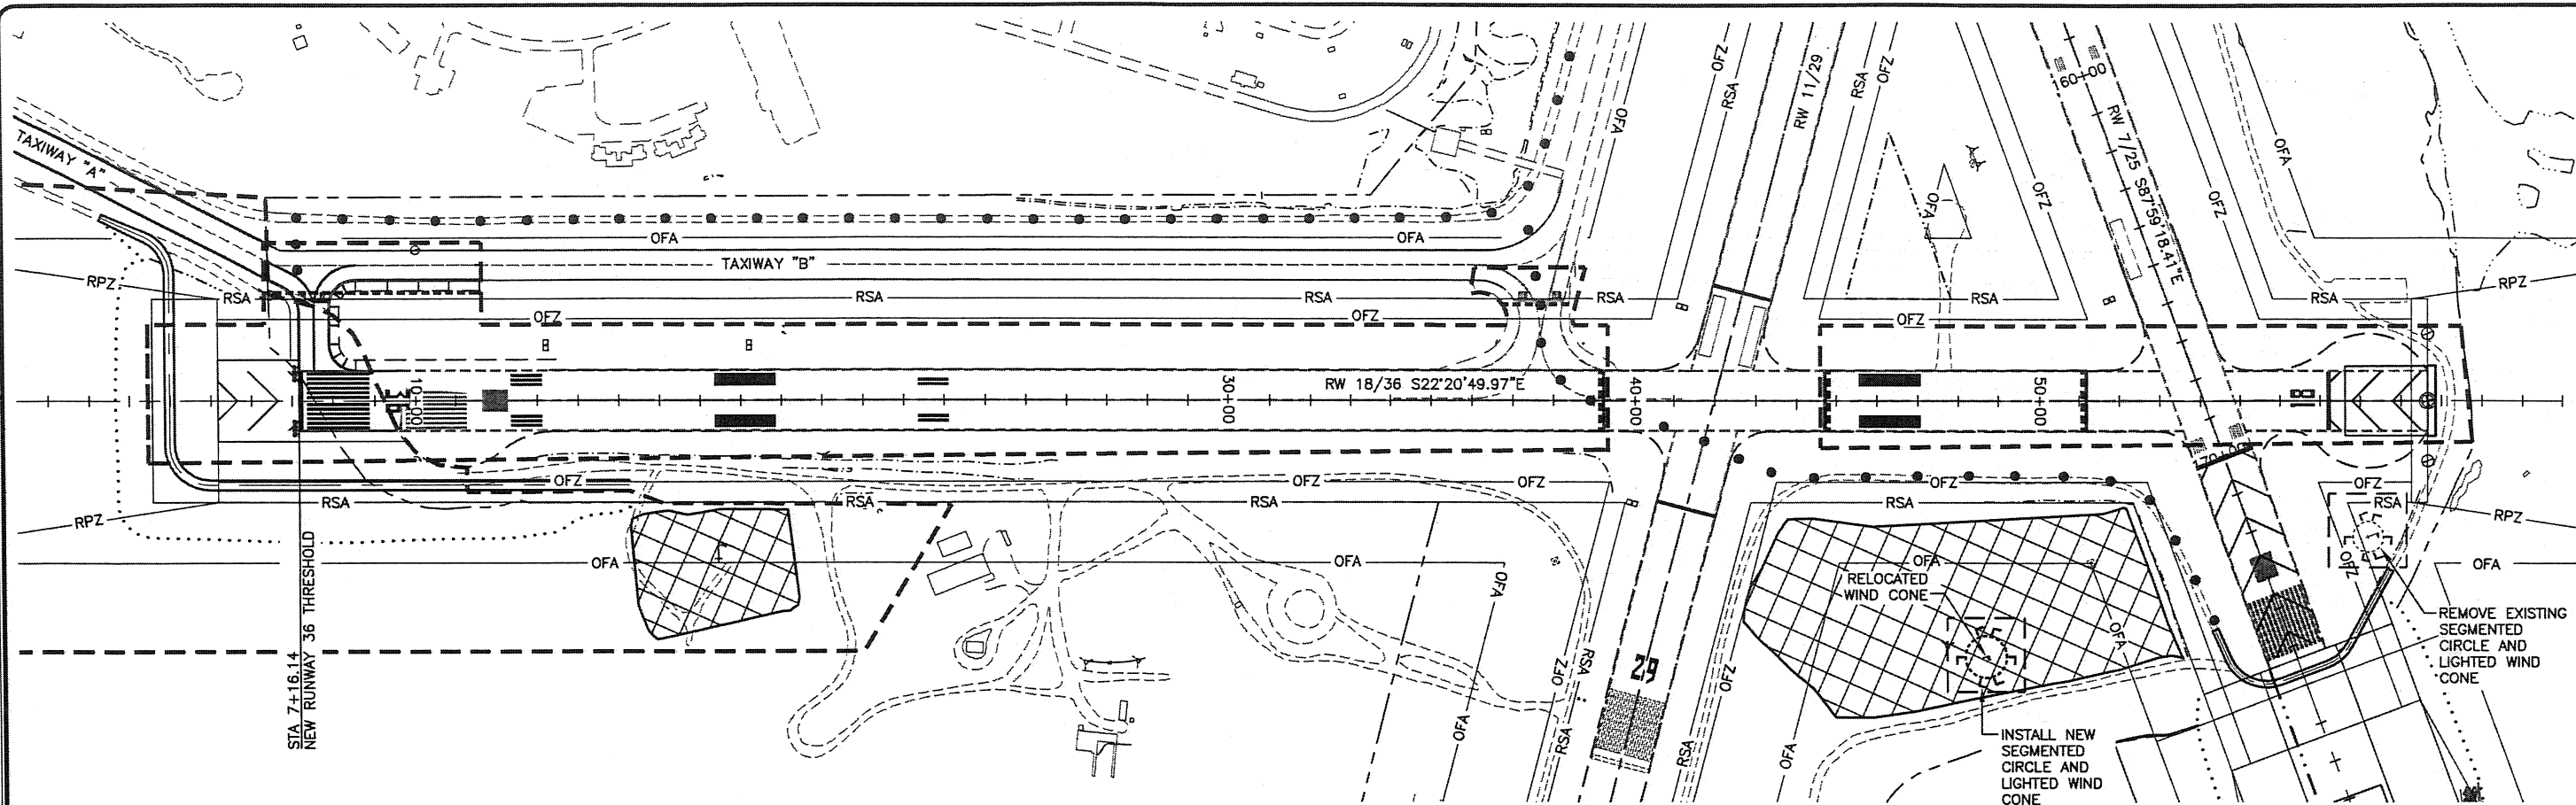 TAXIWAY "A"
OFZ
RSA
RW 11/29
RSA
OFZ
160+00
RW 7/25 S87°59'18.41"E
OFA
OFA
OFA
OFZ
OFZ
OFA
OFA
TAXIWAY "B"
RPZ
RSA
RSA
RSA
RSA
RSA
RSA
RPZ
OFZ
OFZ
OFZ
10+00
30+00
RW 18/36 S22°20'49.97"E
40+00
50+00
18
OFZ
OFZ
OFZ
OFZ
OFZ
RPZ
RSA
RSA
RSA
RSA
RSA
RPZ
STA 7+16.14
NEW RUNWAY 36 THRESHOLD
OFA
OFA
OFA
OFA
OFA
OFZ
RELOCATED
WIND CONE
OFA
REMOVE EXISTING
SEGMENTED
CIRCLE AND
LIGHTED WIND
CONE
OFZ
RSA
29
OFZ
OFA
RSA
RSA
OFA
INSTALL NEW
SEGMENTED
CIRCLE AND
LIGHTED WIND
CONE